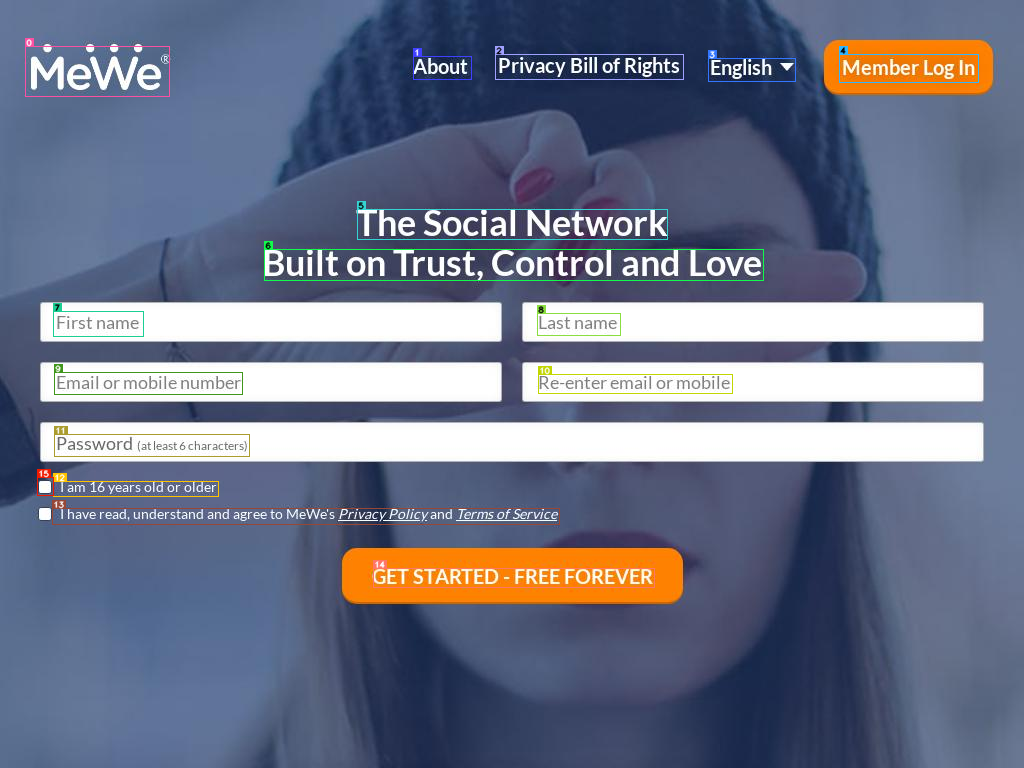 MeWe®
About
Privacy Bill of Rights
English
Member Log In
The Social Network
Built on Trust, Control and Love
First name
Last name
Email or mobile number
Re-enter email or mobile
Password (at least 6 characters)
I am 16 years old or older
I have read, understand and agree to MeWe's Privacy Policy and Terms of Service
GET STARTED - FREE FOREVER
0
1
2
3
4
5
6
7
8
9
10
11
12
13
14
15